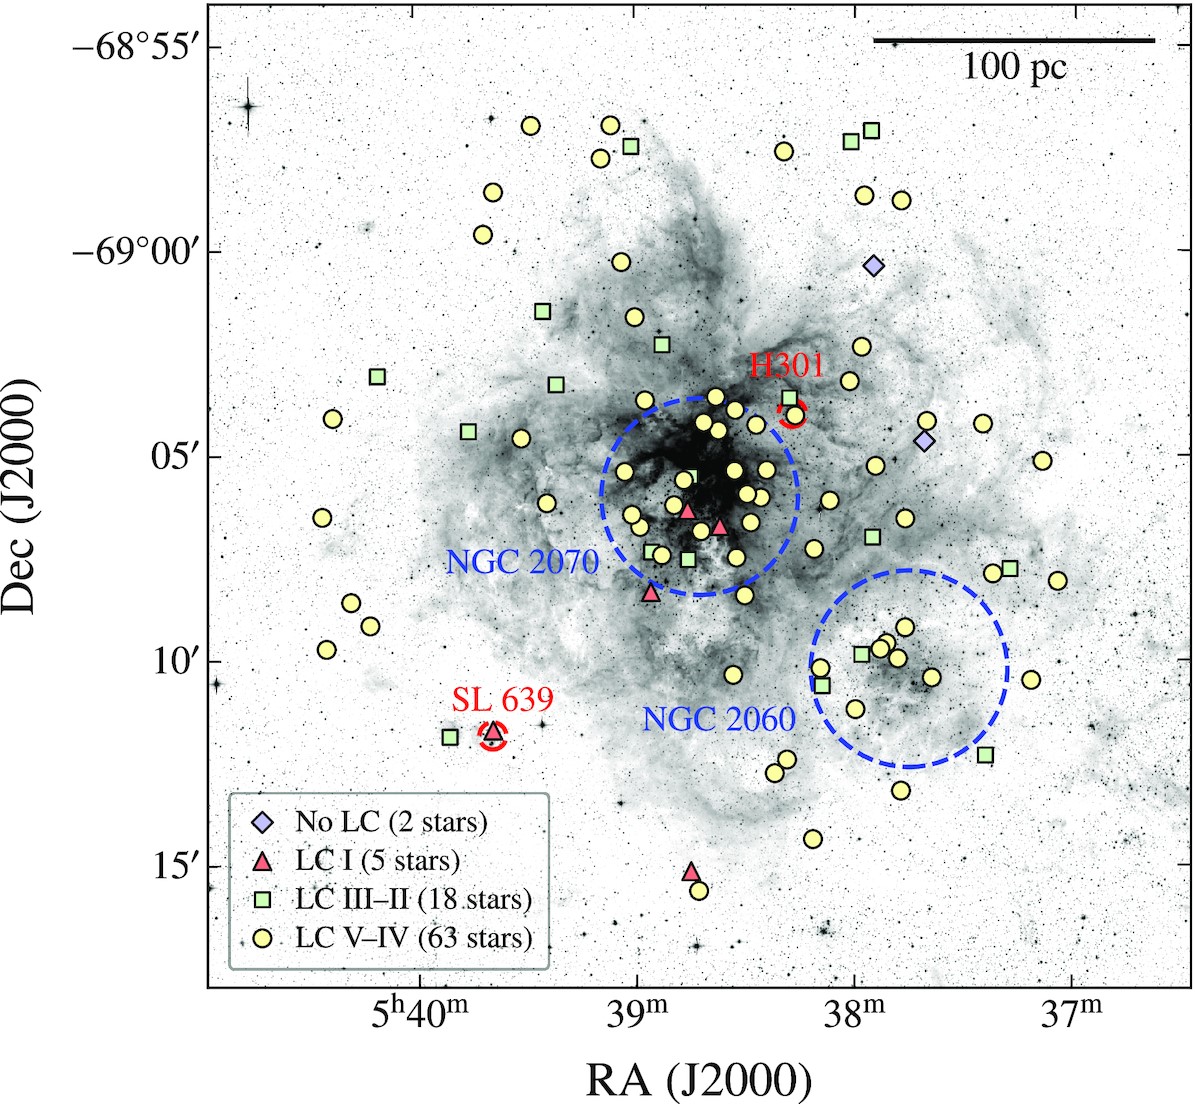 −68°55′
100 pc
−69°00′
H301
05′
NGC 2070
Dec (J2000)
10′
SL 639
NGC 2060
No LC (2 stars)
LC I (5 stars)
15′
LC III–II (18 stars)
LC V–IV (63 stars)
5ʰ40ᵐ 39ᵐ 38ᵐ 37ᵐ
RA (J2000)